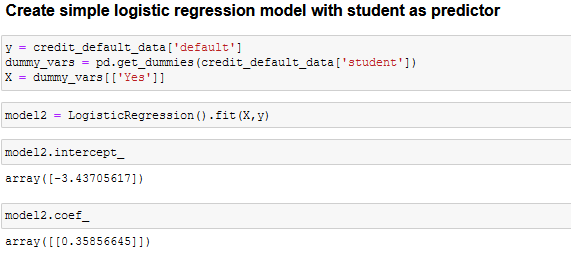 Create simple logistic regression model with student as predictor
y = credit_default_data['default']
dummy_vars = pd.get_dummies(credit_default_data['student'])
X = dummy_vars[['Yes']]
model2 = LogisticRegression().fit(X,y)
model2.intercept_
array([-3.43705617])
model2.coef_
array([[0.35856645]])